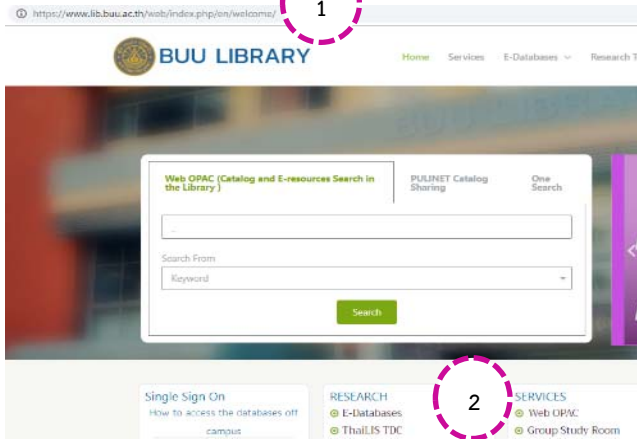 https://www.lib.buu.ac.th/web/index.php/en/welcome/
1
BUU LIBRARY
Home Services E-Databases Research T
Web OPAC (Catalog and E-resources Search in the Library )
PULINET Catalog Sharing
One Search
Search From
Keyword
Search
Single Sign On
How to access the databases off
campus
RESEARCH
E-Databases
ThaiLIS TDC
2
SERVICES
Web OPAC
Group Study Room